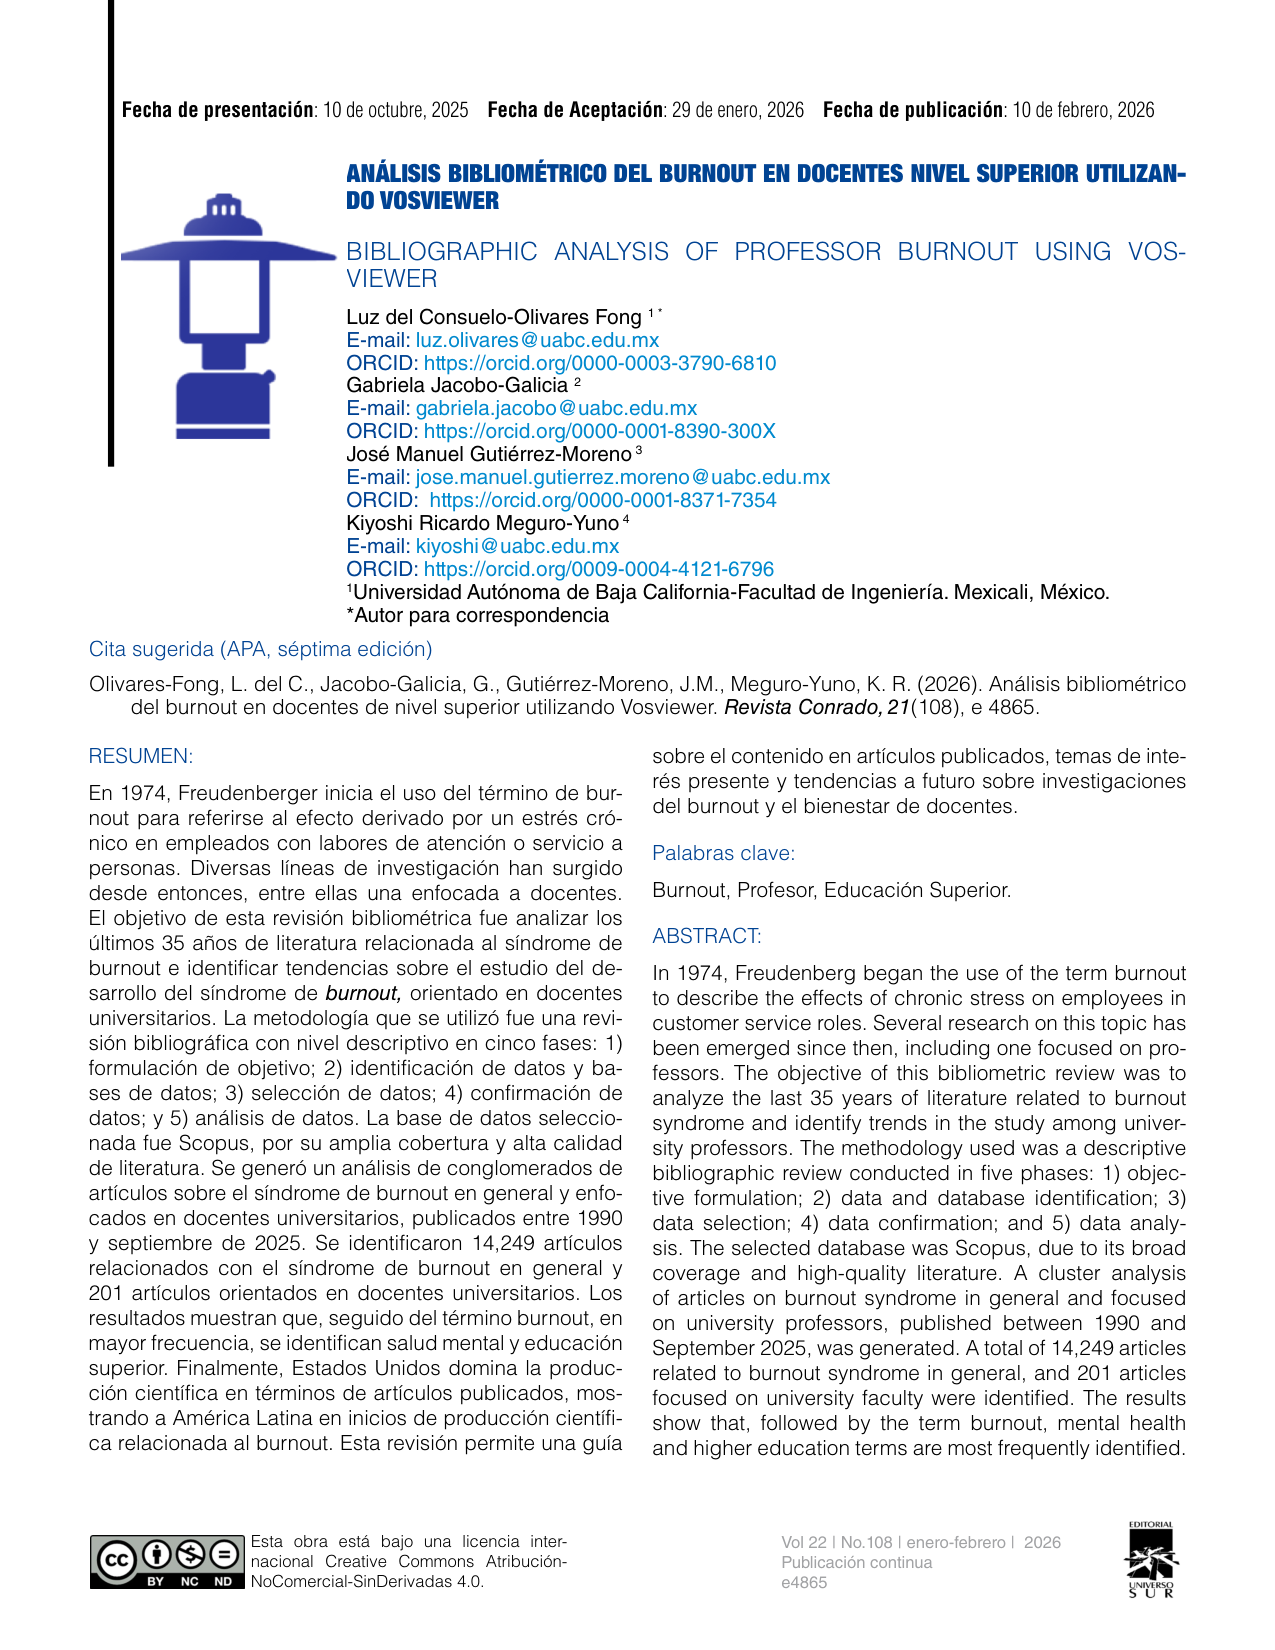 Fecha de presentación: 10 de octubre, 2025 Fecha de Aceptación: 29 de enero, 2026 Fecha de publicación: 10 de febrero, 2026
ANÁLISIS BIBLIOMÉTRICO DEL BURNOUT EN DOCENTES NIVEL SUPERIOR UTILIZAN-
DO VOSVIEWER
BIBLIOGRAPHIC ANALYSIS OF PROFESSOR BURNOUT USING VOS-
VIEWER
Luz del Consuelo-Olivares Fong 1 *
E-mail: luz.olivares@uabc.edu.mx
ORCID: https://orcid.org/0000-0003-3790-6810
Gabriela Jacobo-Galicia 2
E-mail: gabriela.jacobo@uabc.edu.mx
ORCID: https://orcid.org/0000-0001-8390-300X
José Manuel Gutiérrez-Moreno 3
E-mail: jose.manuel.gutierrez.moreno@uabc.edu.mx
ORCID: https://orcid.org/0000-0001-8371-7354
Kiyoshi Ricardo Meguro-Yuno 4
E-mail: kiyoshi@uabc.edu.mx
ORCID: https://orcid.org/0009-0004-4121-6796
1Universidad Autónoma de Baja California-Facultad de Ingeniería. Mexicali, México.
*Autor para correspondencia
Cita sugerida (APA, séptima edición)
Olivares-Fong, L. del C., Jacobo-Galicia, G., Gutiérrez-Moreno, J.M., Meguro-Yuno, K. R. (2026). Análisis bibliométrico
del burnout en docentes de nivel superior utilizando Vosviewer. Revista Conrado, 21(108), e 4865.
RESUMEN:
En 1974, Freudenberger inicia el uso del término de bur-
nout para referirse al efecto derivado por un estrés cró-
nico en empleados con labores de atención o servicio a
personas. Diversas líneas de investigación han surgido
desde entonces, entre ellas una enfocada a docentes.
El objetivo de esta revisión bibliométrica fue analizar los
últimos 35 años de literatura relacionada al síndrome de
burnout e identificar tendencias sobre el estudio del de-
sarrollo del síndrome de burnout, orientado en docentes
universitarios. La metodología que se utilizó fue una revi-
sión bibliográfica con nivel descriptivo en cinco fases: 1)
formulación de objetivo; 2) identificación de datos y ba-
ses de datos; 3) selección de datos; 4) confirmación de
datos; y 5) análisis de datos. La base de datos seleccio-
nada fue Scopus, por su amplia cobertura y alta calidad
de literatura. Se generó un análisis de conglomerados de
artículos sobre el síndrome de burnout en general y enfo-
cados en docentes universitarios, publicados entre 1990
y septiembre de 2025. Se identificaron 14,249 artículos
relacionados con el síndrome de burnout en general y
201 artículos orientados en docentes universitarios. Los
resultados muestran que, seguido del término burnout, en
mayor frecuencia, se identifican salud mental y educación
superior. Finalmente, Estados Unidos domina la produc-
ción científica en términos de artículos publicados, mos-
trando a América Latina en inicios de producción científi-
ca relacionada al burnout. Esta revisión permite una guía
sobre el contenido en artículos publicados, temas de inte-
rés presente y tendencias a futuro sobre investigaciones
del burnout y el bienestar de docentes.
Palabras clave:
Burnout, Profesor, Educación Superior.
ABSTRACT:
In 1974, Freudenberg began the use of the term burnout
to describe the effects of chronic stress on employees in
customer service roles. Several research on this topic has
been emerged since then, including one focused on pro-
fessors. The objective of this bibliometric review was to
analyze the last 35 years of literature related to burnout
syndrome and identify trends in the study among univer-
sity professors. The methodology used was a descriptive
bibliographic review conducted in five phases: 1) objec-
tive formulation; 2) data and database identification; 3)
data selection; 4) data confirmation; and 5) data analy-
sis. The selected database was Scopus, due to its broad
coverage and high-quality literature. A cluster analysis
of articles on burnout syndrome in general and focused
on university professors, published between 1990 and
September 2025, was generated. A total of 14,249 articles
related to burnout syndrome in general, and 201 articles
focused on university faculty were identified. The results
show that, followed by the term burnout, mental health
and higher education terms are most frequently identified.
cc BY NC ND
Esta obra está bajo una licencia inter-
nacional Creative Commons Atribución-
NoComercial-SinDerivadas 4.0.
Vol 22 | No.108 | enero-febrero | 2026
Publicación continua
e4865
EDITORIAL
UNIVERSO
SUR